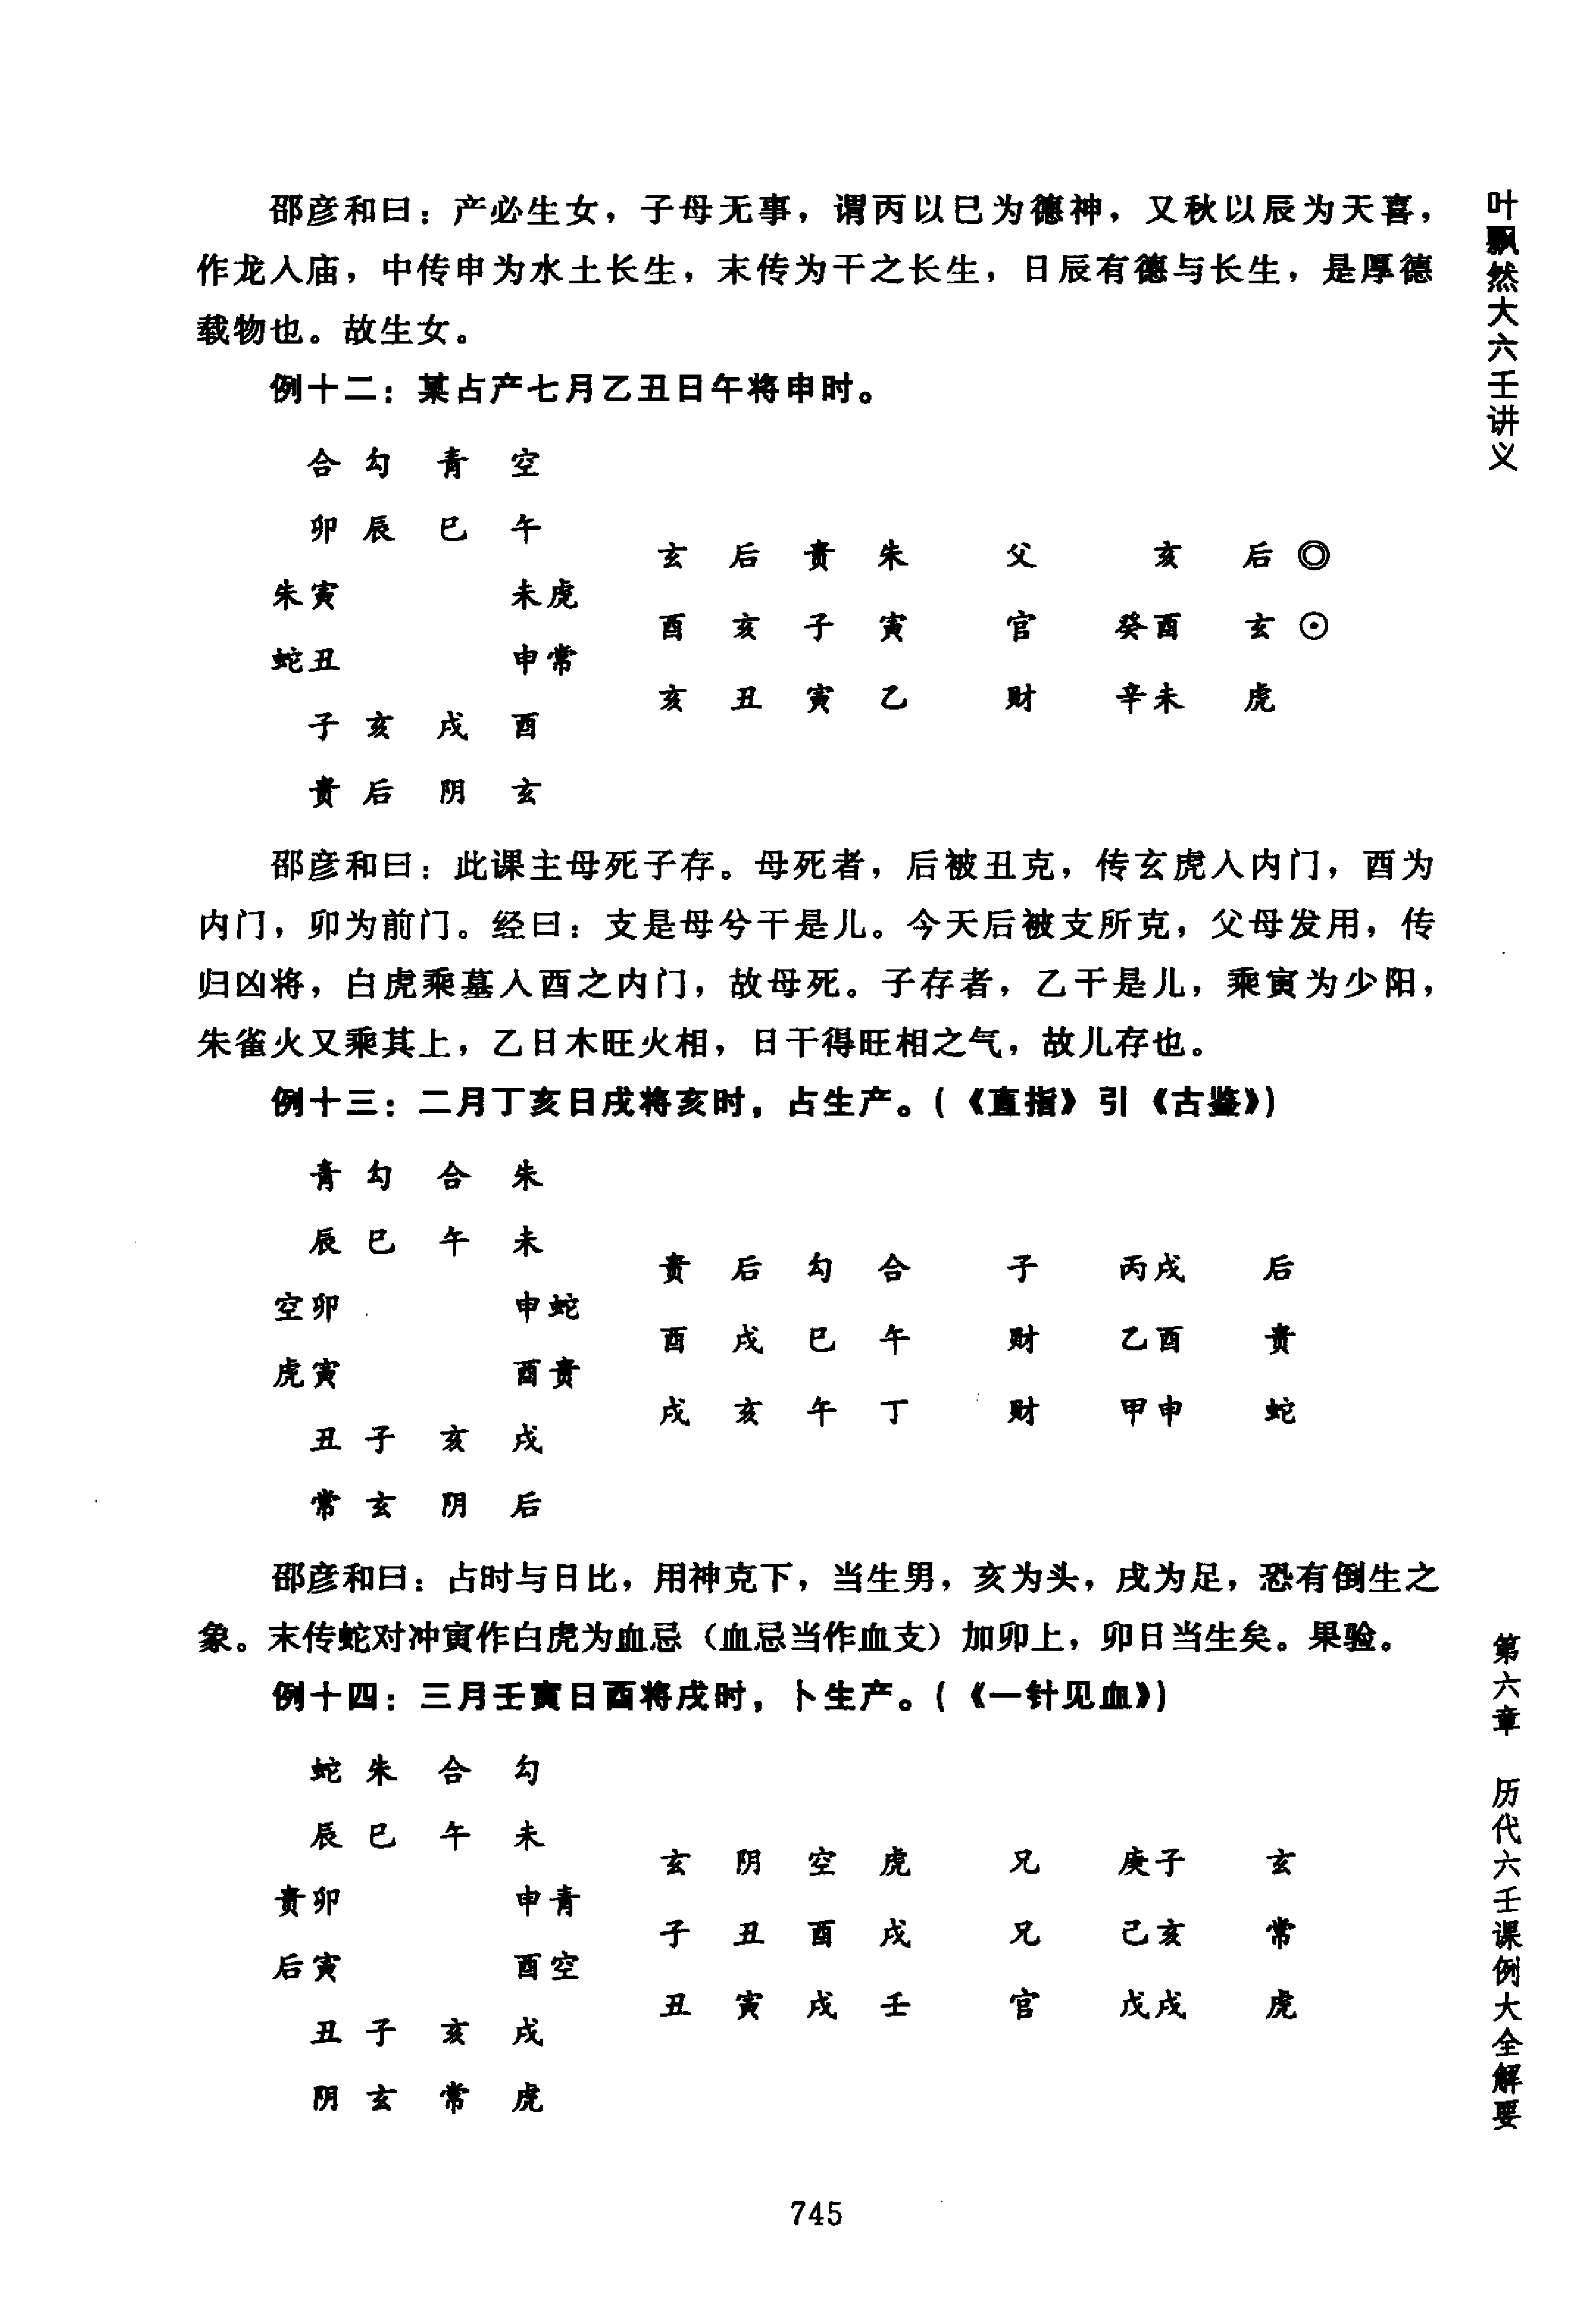 邵彦和曰：产必生女，子母无事，谓丙以巳为德神，又秋以辰为天喜，
作龙入庙，中传申为水土长生，末传为干之长生，日辰有德与长生，是厚德
载物也。故生女。
例十二：某占产七月乙丑日午将申时。
合 勾 青 空
卯 辰 巳 午
朱寅 未虎
蛇丑 申常
子 亥 戌 酉
贵 后 阴 玄
玄 后 贵 朱 父 亥 后 ◎
酉 亥 子 寅 官 癸酉 玄 ⊙
亥 丑 寅 乙 财 辛未 虎
邵彦和曰：此课主母死子存。母死者，后被丑克，传玄虎入内门，酉为
内门，卯为前门。经曰：支是母兮干是儿。今天后被支所克，父母发用，传
归凶将，白虎乘墓入酉之内门，故母死。子存者，乙干是儿，乘寅为少阳，
朱雀火又乘其上，乙日木旺火相，日干得旺相之气，故儿存也。
例十三：二月丁亥日戌将亥时，占生产。(《直指》引《古鉴》)
青 勾 合 朱
辰 巳 午 未
空卯 申蛇
虎寅 酉贵
丑 子 亥 戌
常 玄 阴 后
贵 后 勾 合 子 丙戌 后
酉 戌 巳 午 财 乙酉 贵
戌 亥 午 丁 财 甲申 蛇
邵彦和曰：占时与日比，用神克下，当生男，亥为头，戌为足，恐有倒生之
象。末传蛇对冲寅作白虎为血忌（血忌当作血支）加卯上，卯日当生矣。果验。
例十四：三月壬寅日酉将戌时，卜生产。(《一针见血》)
蛇 朱 合 勾
辰 巳 午 未
贵卯 申青
后寅 酉空
丑 子 亥 戌
阴 玄 常 虎
玄 阴 空 虎 兄 庚子 玄
子 丑 酉 戌 兄 己亥 常
丑 寅 戌 壬 官 戊戌 虎
叶飘然大六壬讲义
第六章 历代六壬课例大全解要
745